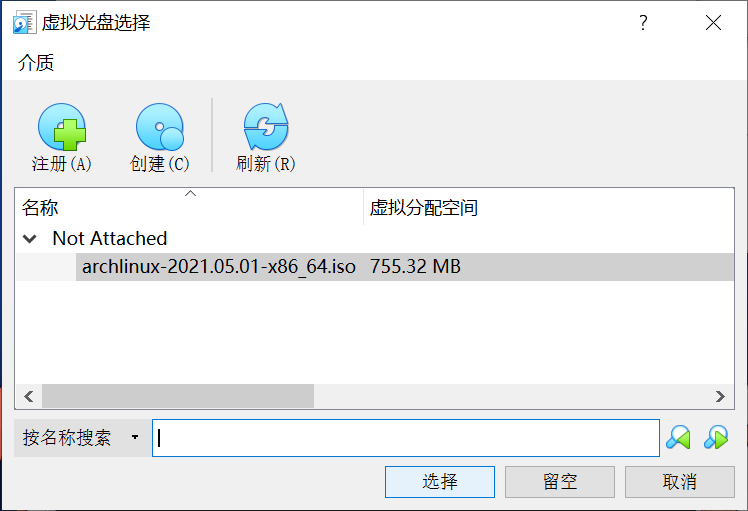 虚拟光盘选择
?
介质
注册(A) 创建(C) 刷新(R)
名称 虚拟分配空间
Not Attached
archlinux-2021.05.01-x86_64.iso 755.32 MB
按名称搜索
选择 留空 取消